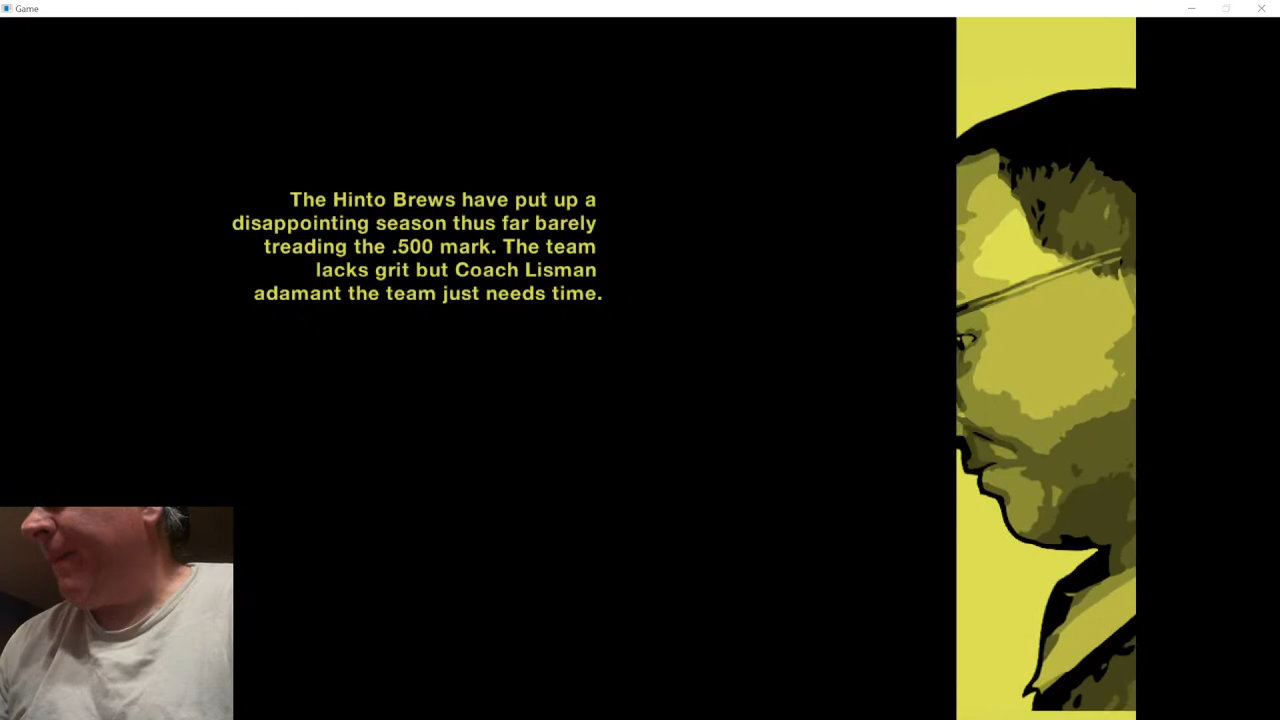 Game
The Hinto Brews have put up a
disappointing season thus far barely
treading the .500 mark. The team
lacks grit but Coach Lisman
adamant the team just needs time.